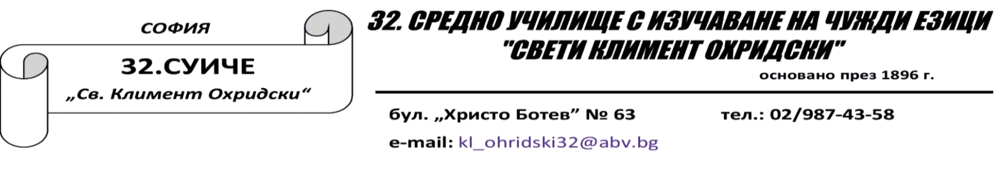 СОФИЯ
32.СУИЧЕ
„Св. Климент Охридски“
32. СРЕДНО УЧИЛИЩЕ С ИЗУЧАВАНЕ НА ЧУЖДИ ЕЗИЦИ
"СВЕТИ КЛИМЕНТ ОХРИДСКИ"
основано през 1896 г.
бул. „Христо Ботев” № 63 тел.: 02/987-43-58
e-mail: kl_ohridski32@abv.bg